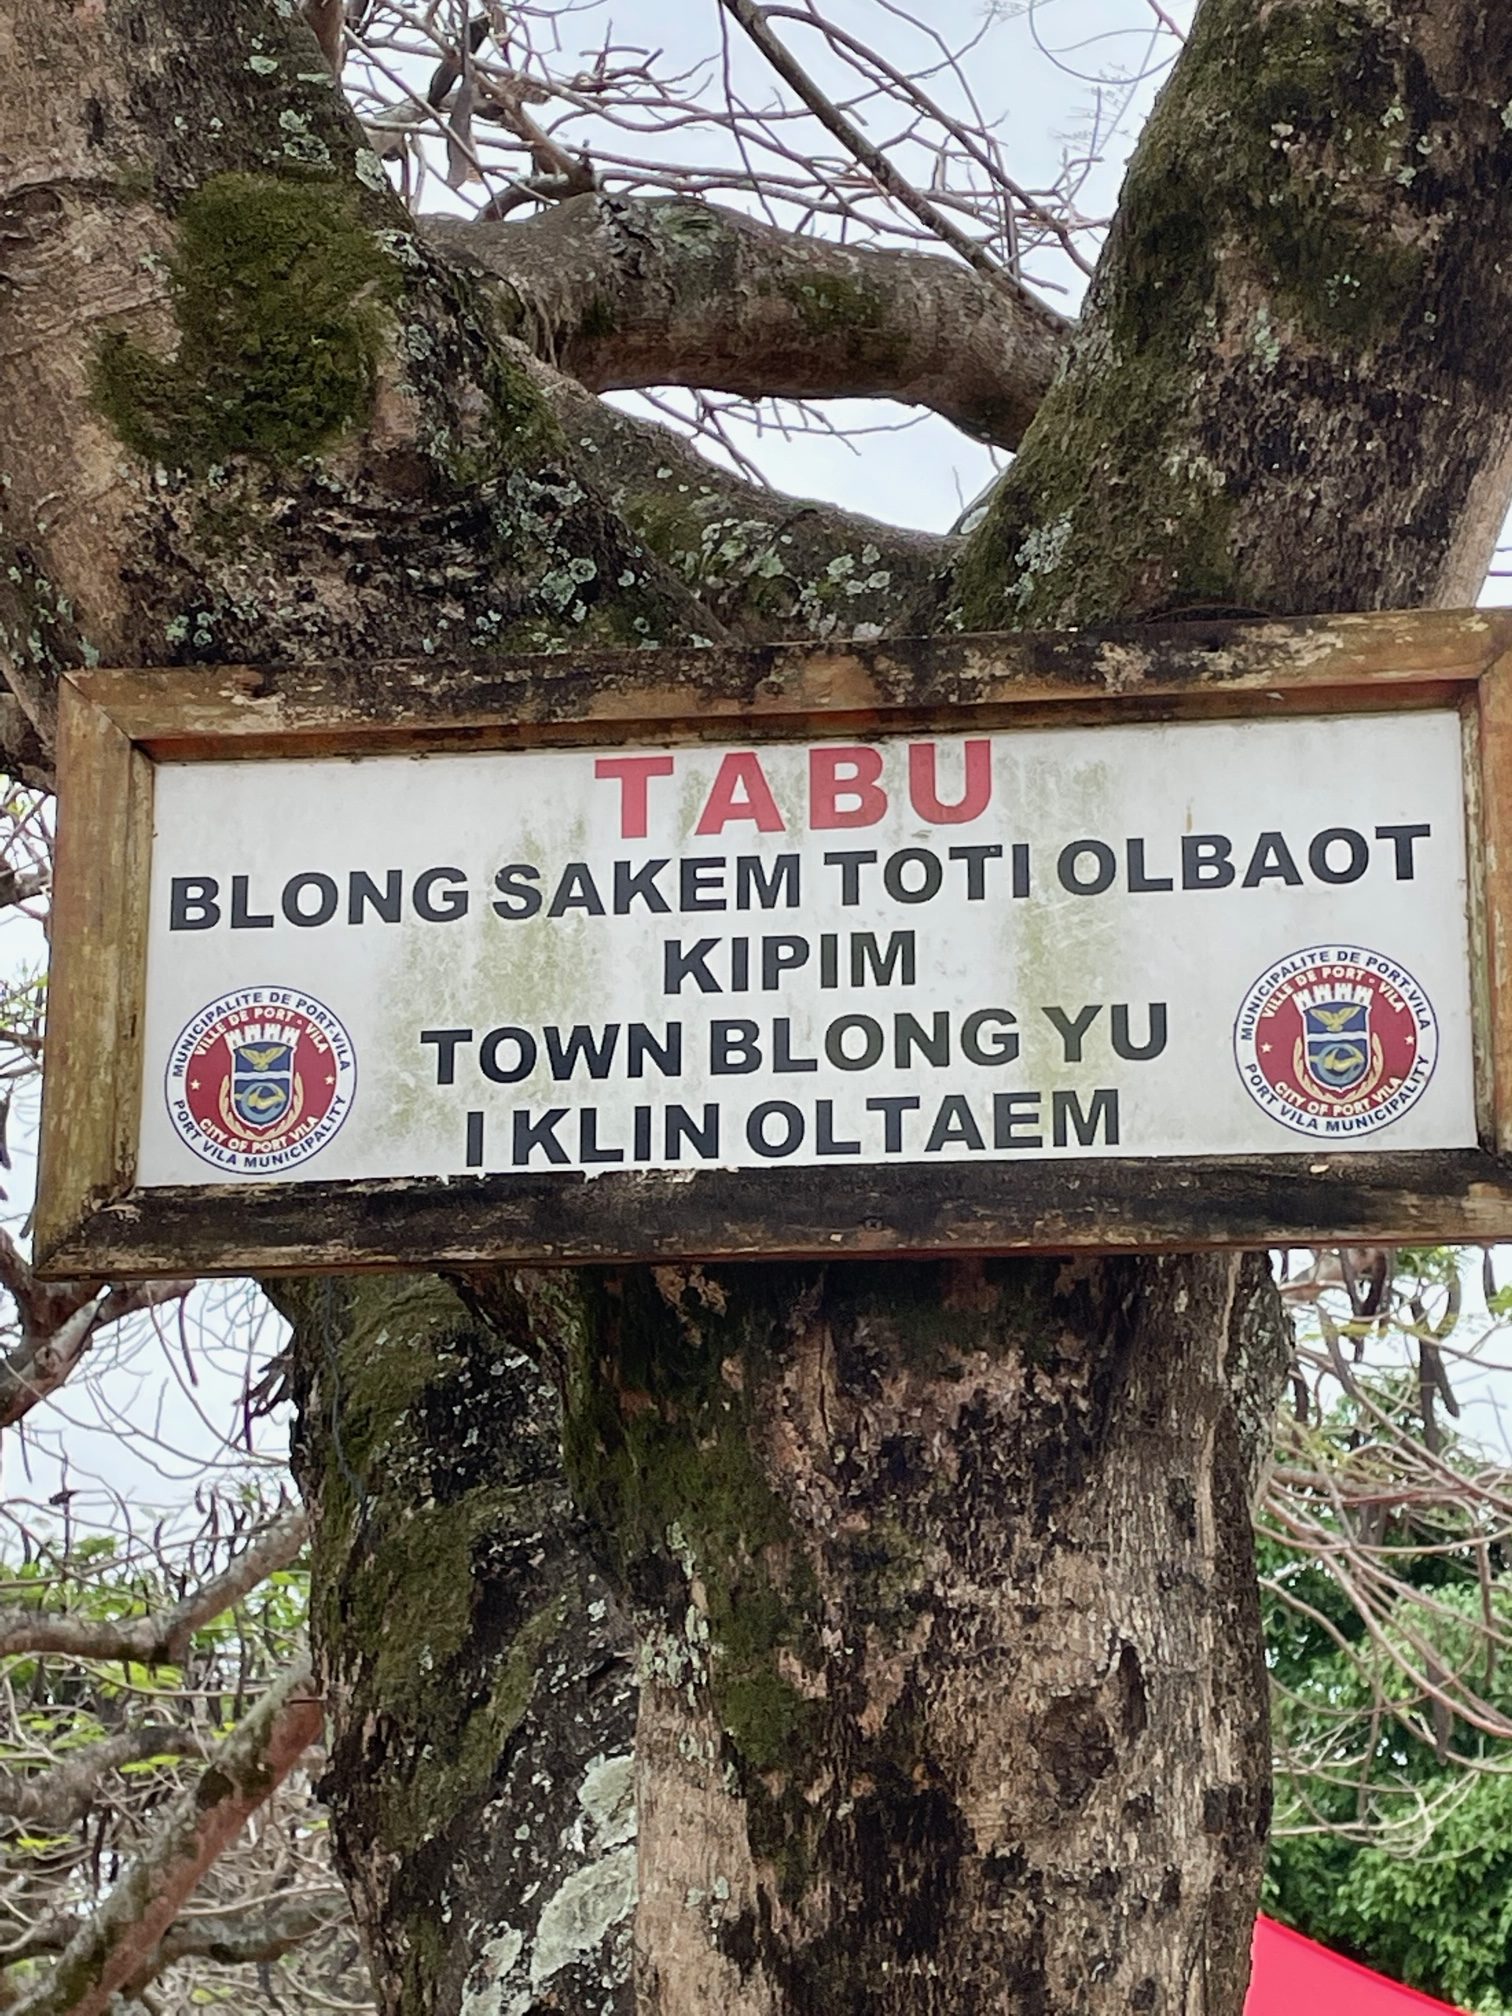 TABU
BLONG SAKEM TOTI OLBAOT
KIPIM
TOWN BLONG YU
I KLIN OLTAEM
MUNICIPALITE DE PORT-VILA
VILLE DE PORT - VILA
CITY OF PORT VILA
PORT VILA MUNICIPALITY
MUNICIPALITE DE PORT-VILA
VILLE DE PORT - VILA
CITY OF PORT VILA
PORT VILA MUNICIPALITY